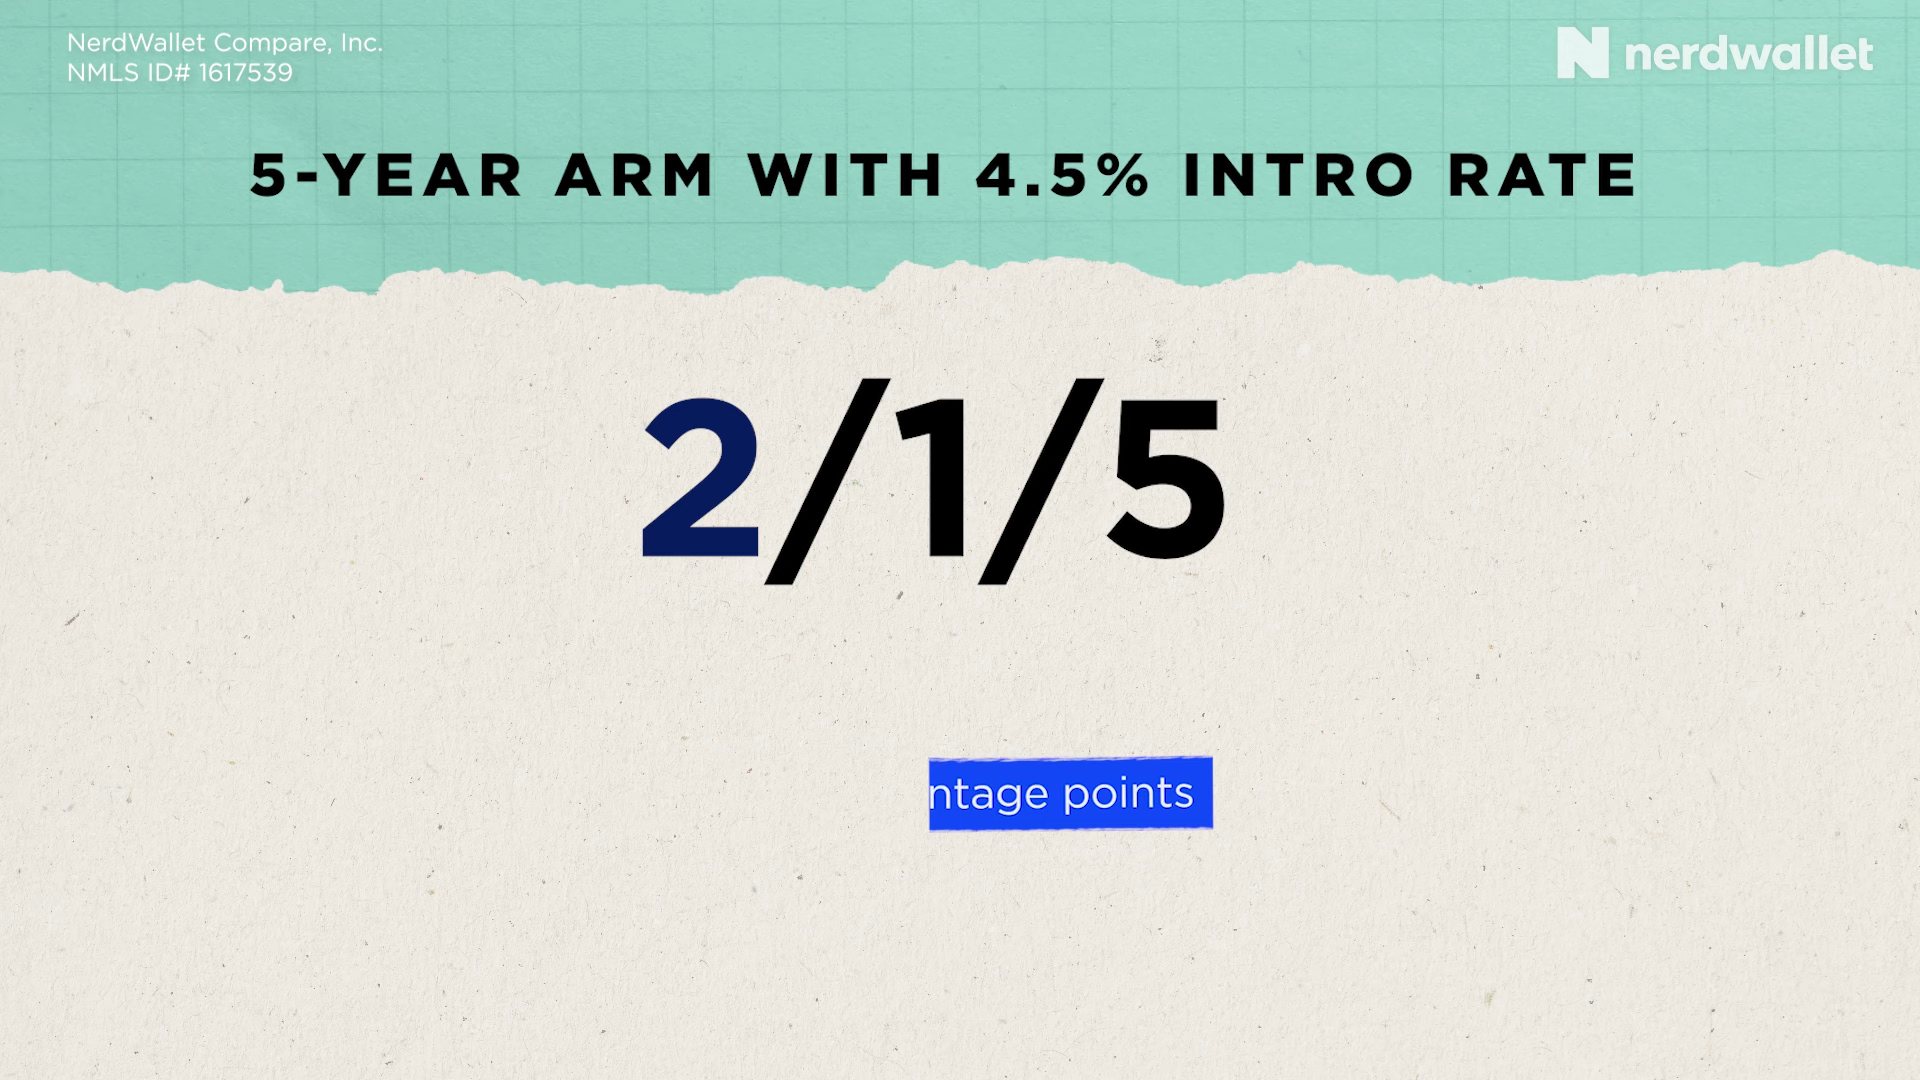 NerdWallet Compare, Inc.
NMLS ID# 1617539
N nerdwallet
5-YEAR ARM WITH 4.5% INTRO RATE
2/1/5
ntage points